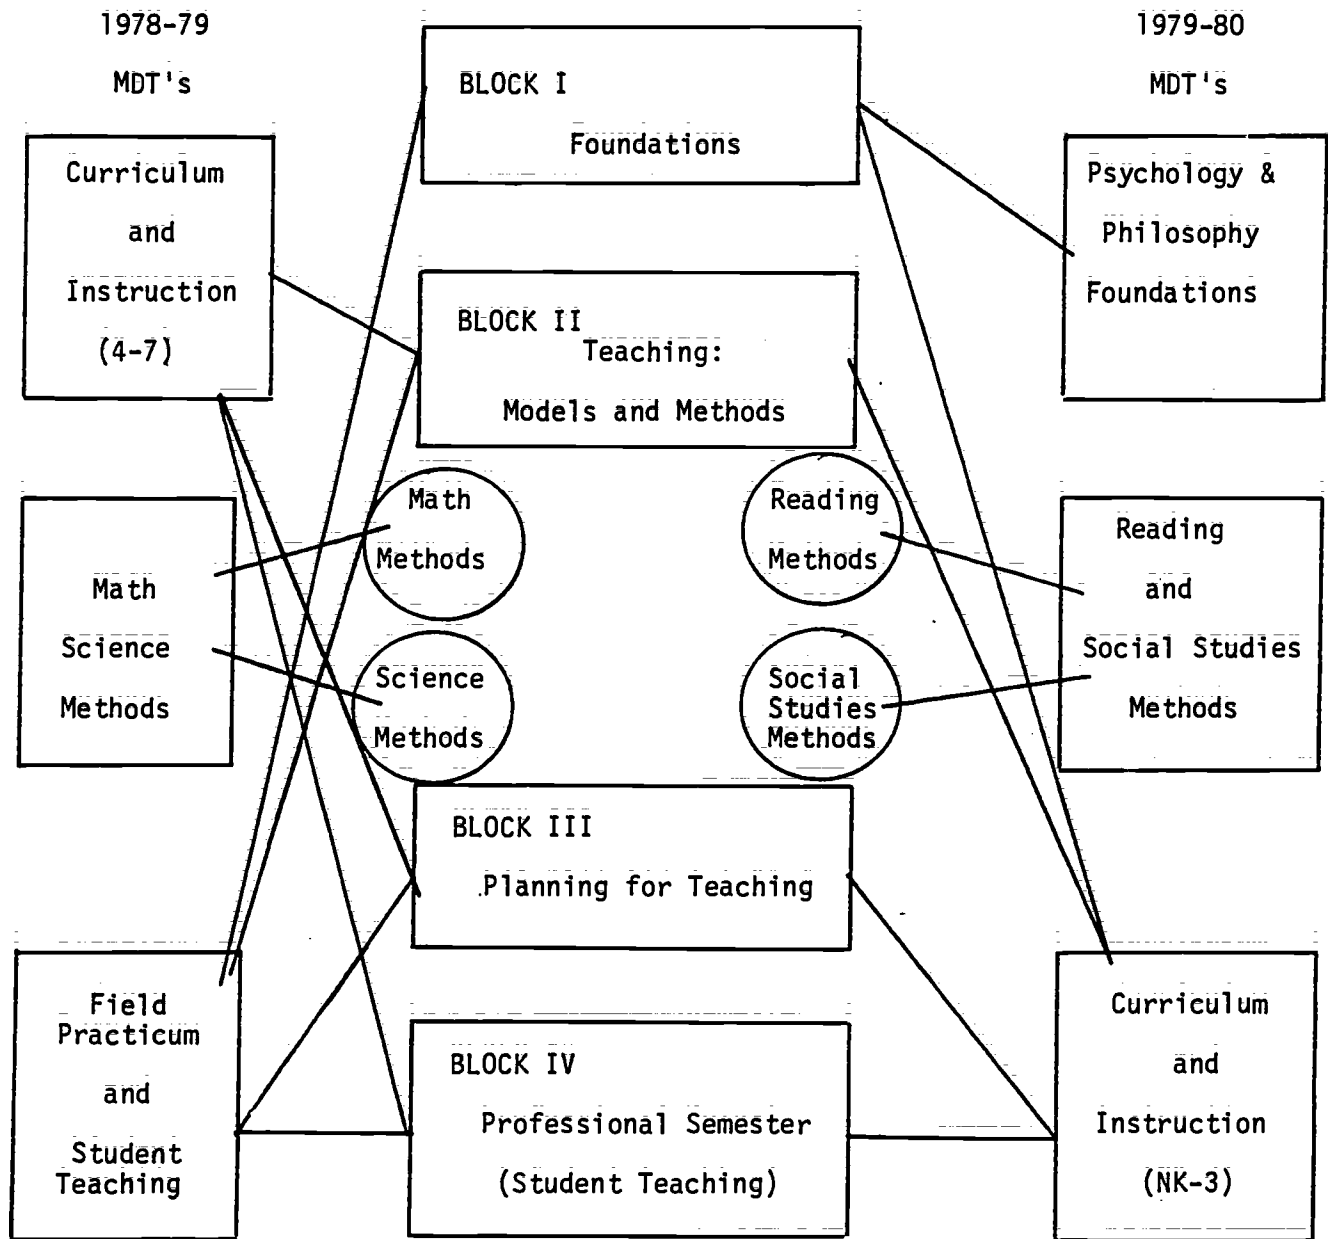 1978-79
MDT's
Curriculum
and
Instruction
(4-7)
Math
Science
Methods
Field
Practicum
and
Student
Teaching
BLOCK I
Foundations
BLOCK II
Teaching:
Models and Methods
Math
Methods
Reading
Methods
Science
Methods
Social
Studies
Methods
BLOCK III
Planning for Teaching
BLOCK IV
Professional Semester
(Student Teaching)
1979-80
MDT's
Psychology &
Philosophy
Foundations
Reading
and
Social Studies
Methods
Curriculum
and
Instruction
(NK-3)